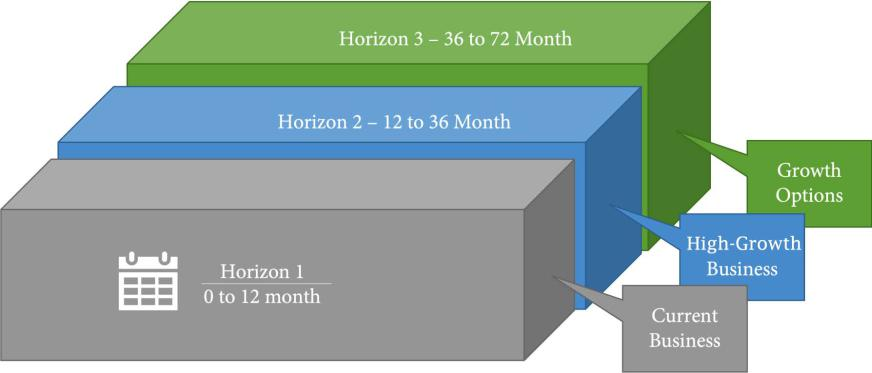 Horizon 3 – 36 to 72 Month
Horizon 2 – 12 to 36 Month
Horizon 1
0 to 12 month
Growth
Options
High-Growth
Business
Current
Business